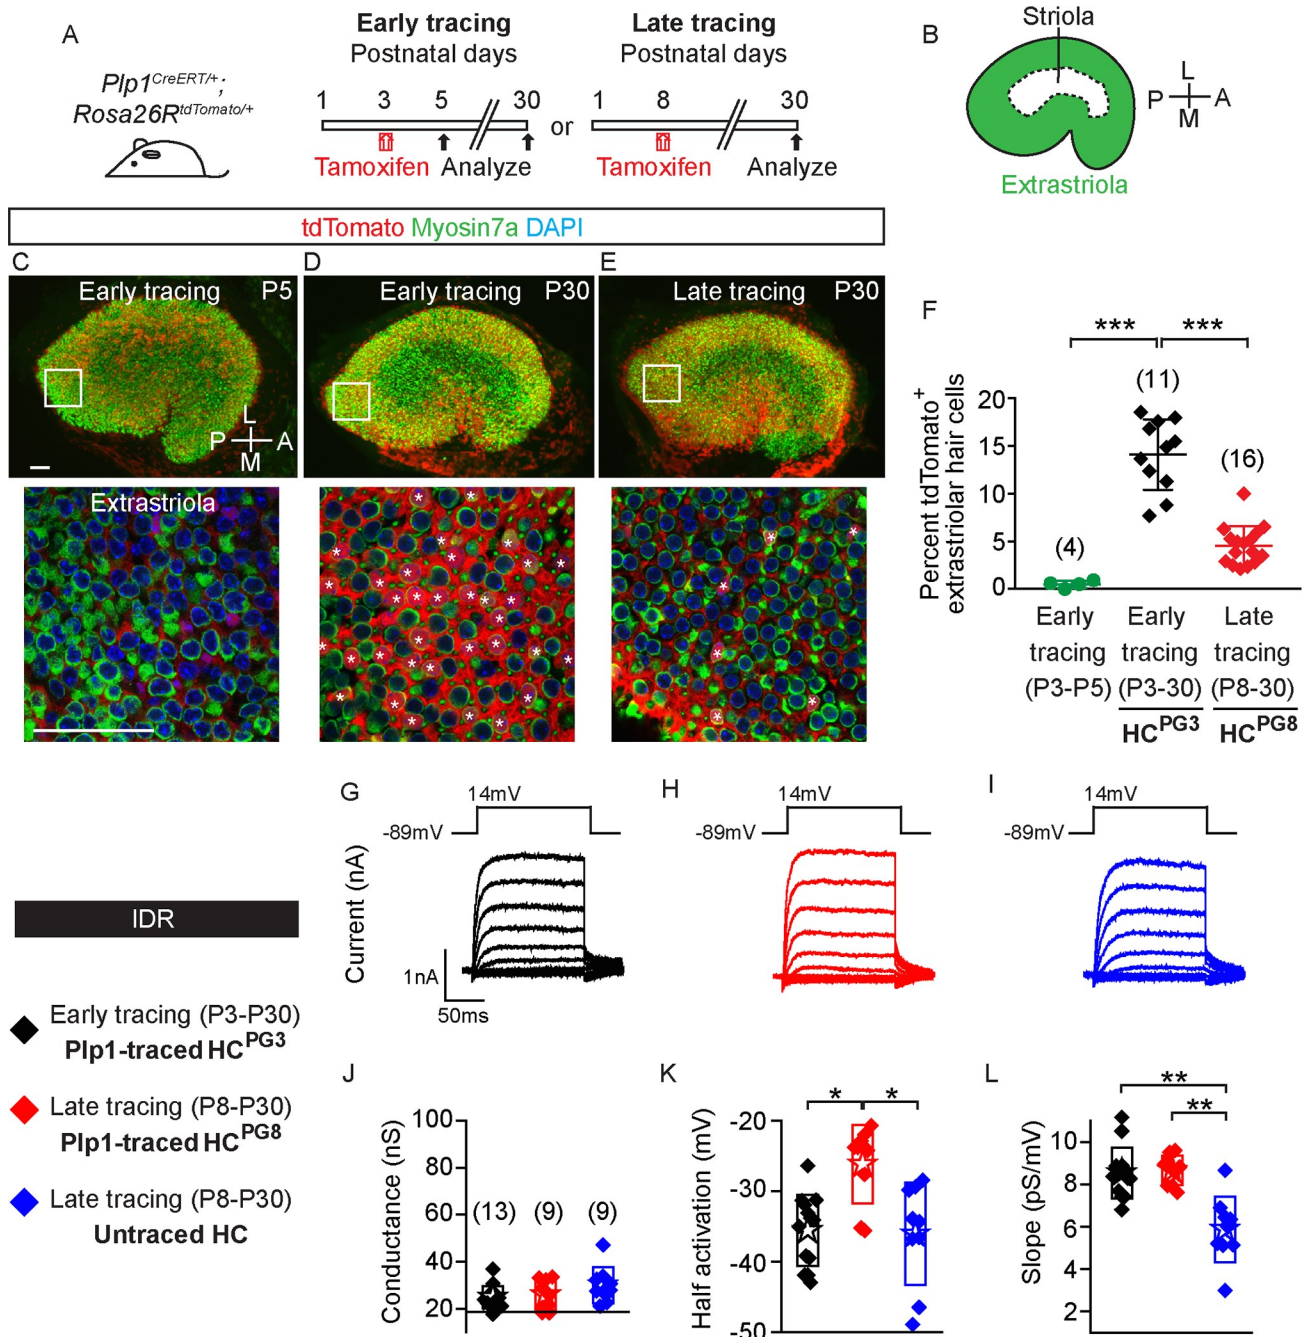 A
Plp1CreERT/+;
Rosa26RtdTomato/+
Early tracing
Postnatal days
1 3 5 30
Tamoxifen Analyze
or
Late tracing
Postnatal days
1 8 30
Tamoxifen Analyze
B
Striola
L
P A
M
Extrastriola
tdTomato Myosin7a DAPI
C
Early tracing P5
L
P A
M
D
Early tracing P30
E
Late tracing P30
Extrastriola
F
Percent tdTomato+
extrastriolar hair cells
*** ***
(11)
(16)
(4)
20
15
10
5
0
Early
tracing
(P3-P5)
Early
tracing
(P3-30)
HCPG3
Late
tracing
(P8-30)
HCPG8
G
14mV
-89mV
Current (nA)
1nA
50ms
H
14mV
-89mV
I
14mV
-89mV
IDR
Early tracing (P3-P30)
Plp1-traced HCPG3
Late tracing (P8-P30)
Plp1-traced HCPG8
Late tracing (P8-P30)
Untraced HC
J
Conductance (nS)
100
80
60
40
20
(13) (9) (9)
K
Half activation (mV)
* *
-20
-30
-40
-50
L
Slope (pS/mV)
**
**
10
8
6
4
2